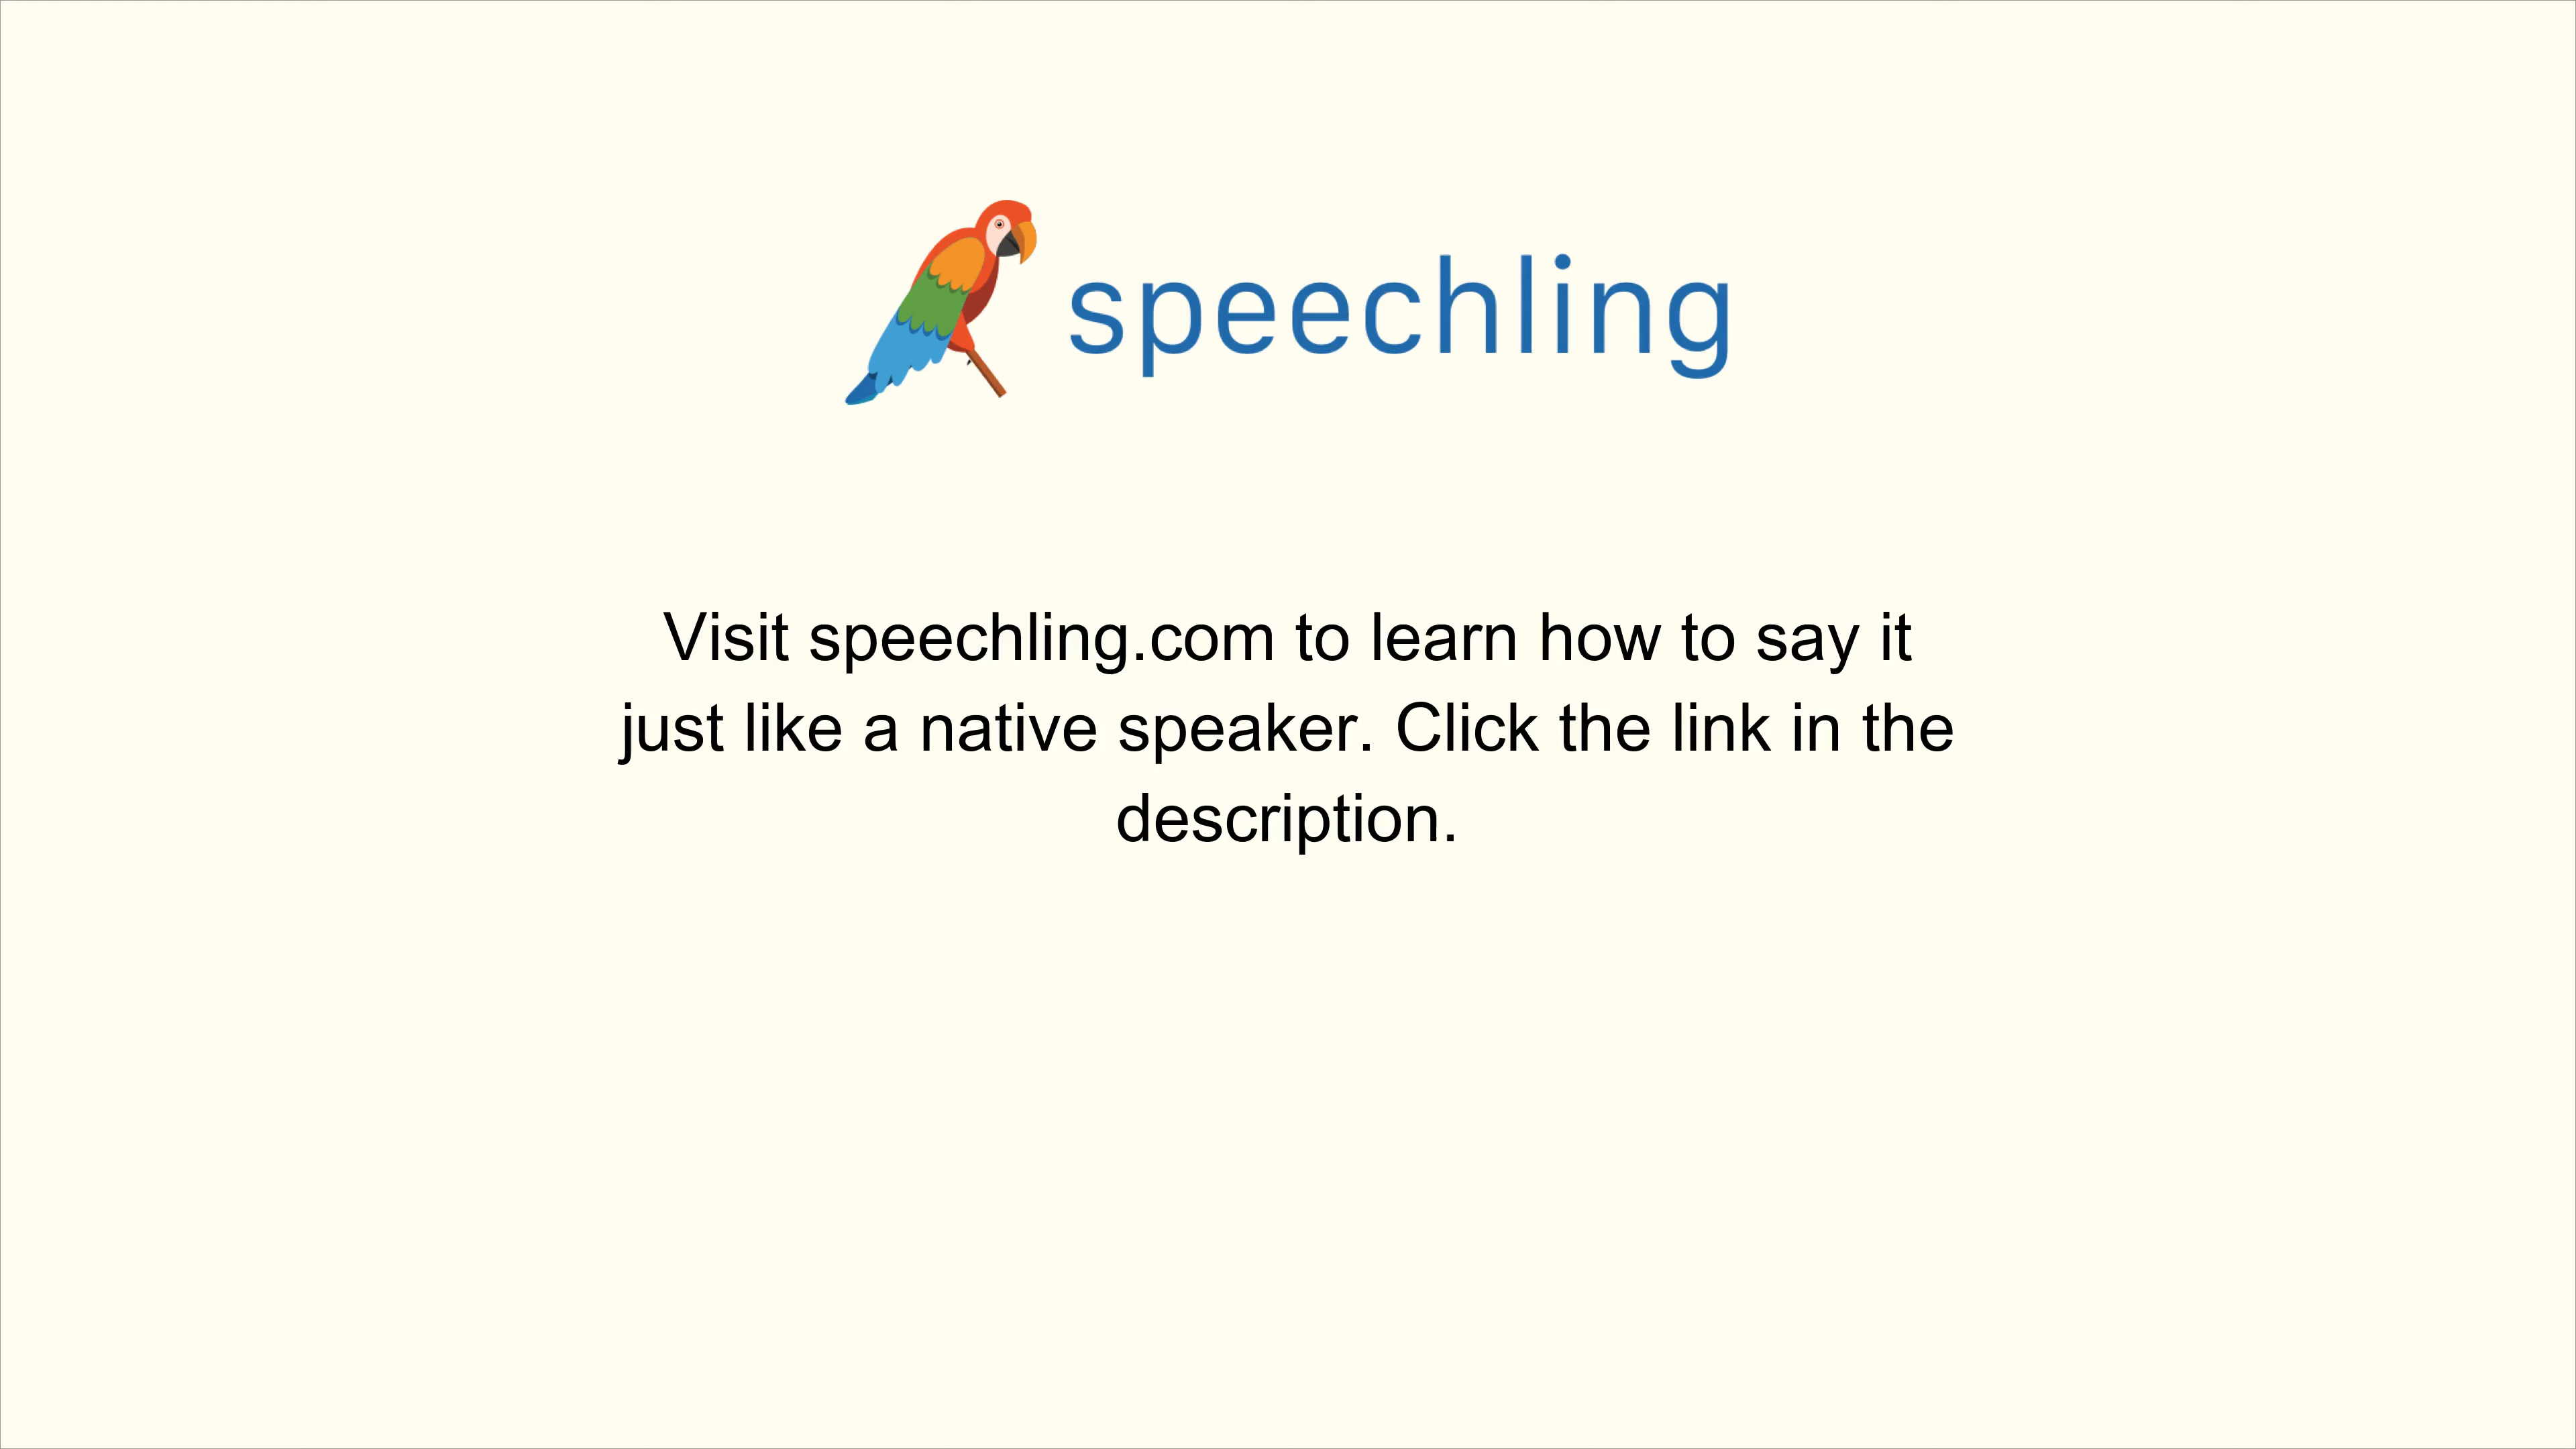 speechling
Visit speechling.com to learn how to say it
just like a native speaker. Click the link in the
description.